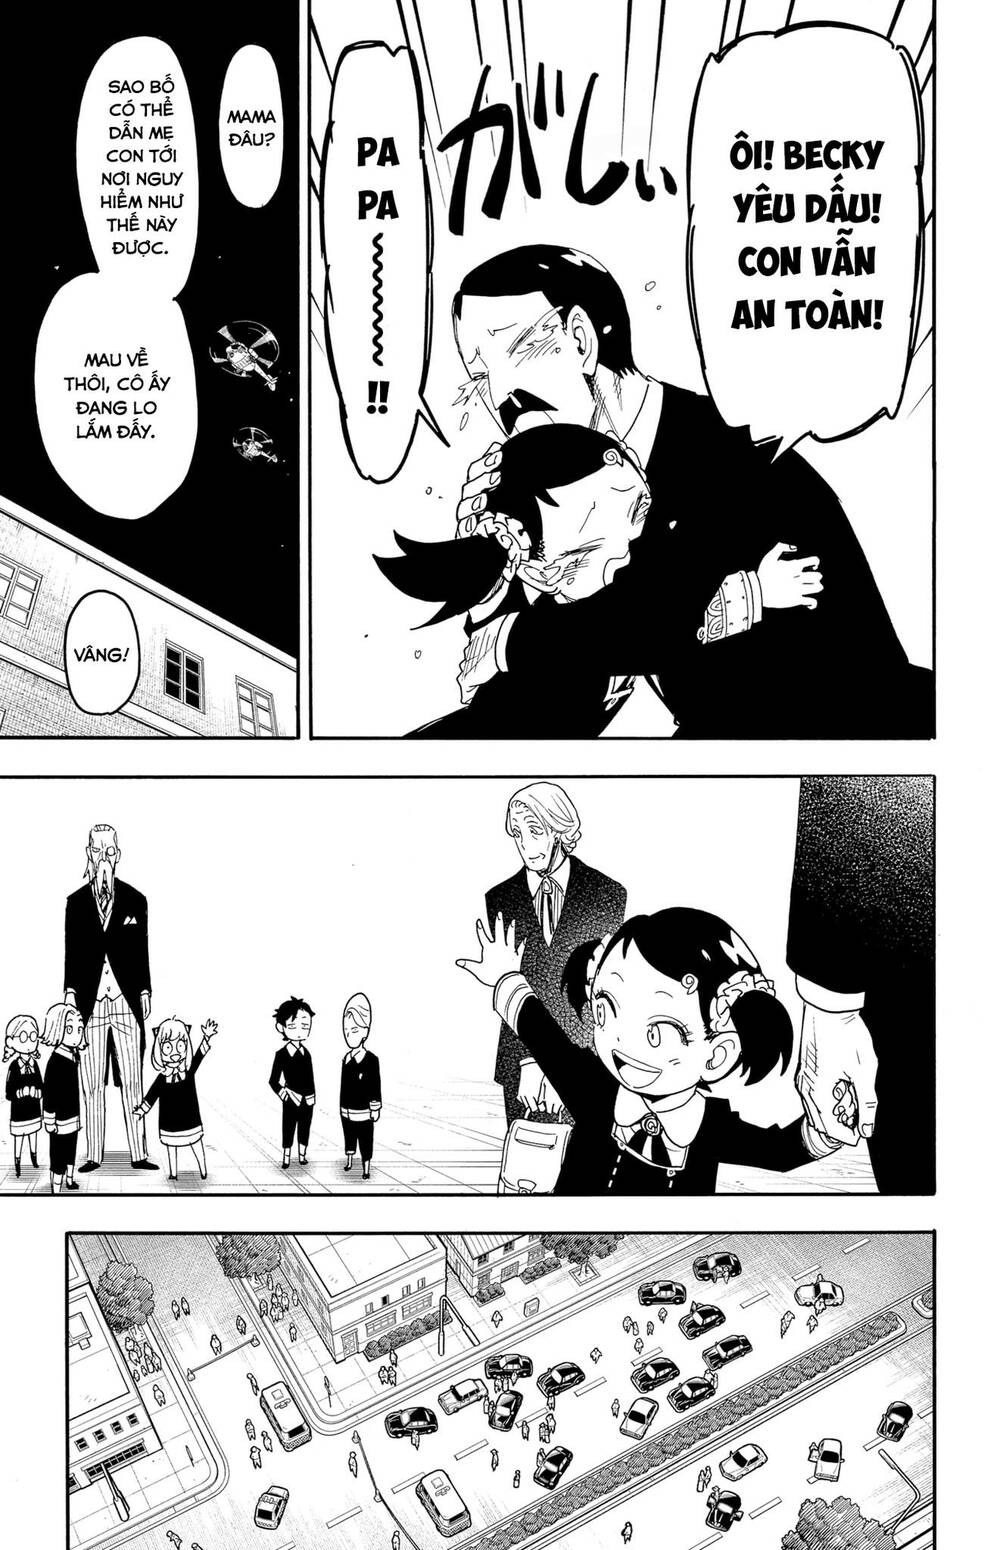 ÔI! BECKY
YÊU DẤU!
CON VẪN
AN TOÀN!
がしぃ
PA
PA
!!
MAMA
ĐÂU?
SAO BỐ
CÓ THỂ
DẪN MẸ
CON TỚI
NƠI NGUY
HIỂM NHƯ
THẾ NÀY
ĐƯỢC.
MAU VỀ
THÔI, CÔ ẤY
ĐANG LO
LẮM ĐẤY.
VÂNG!